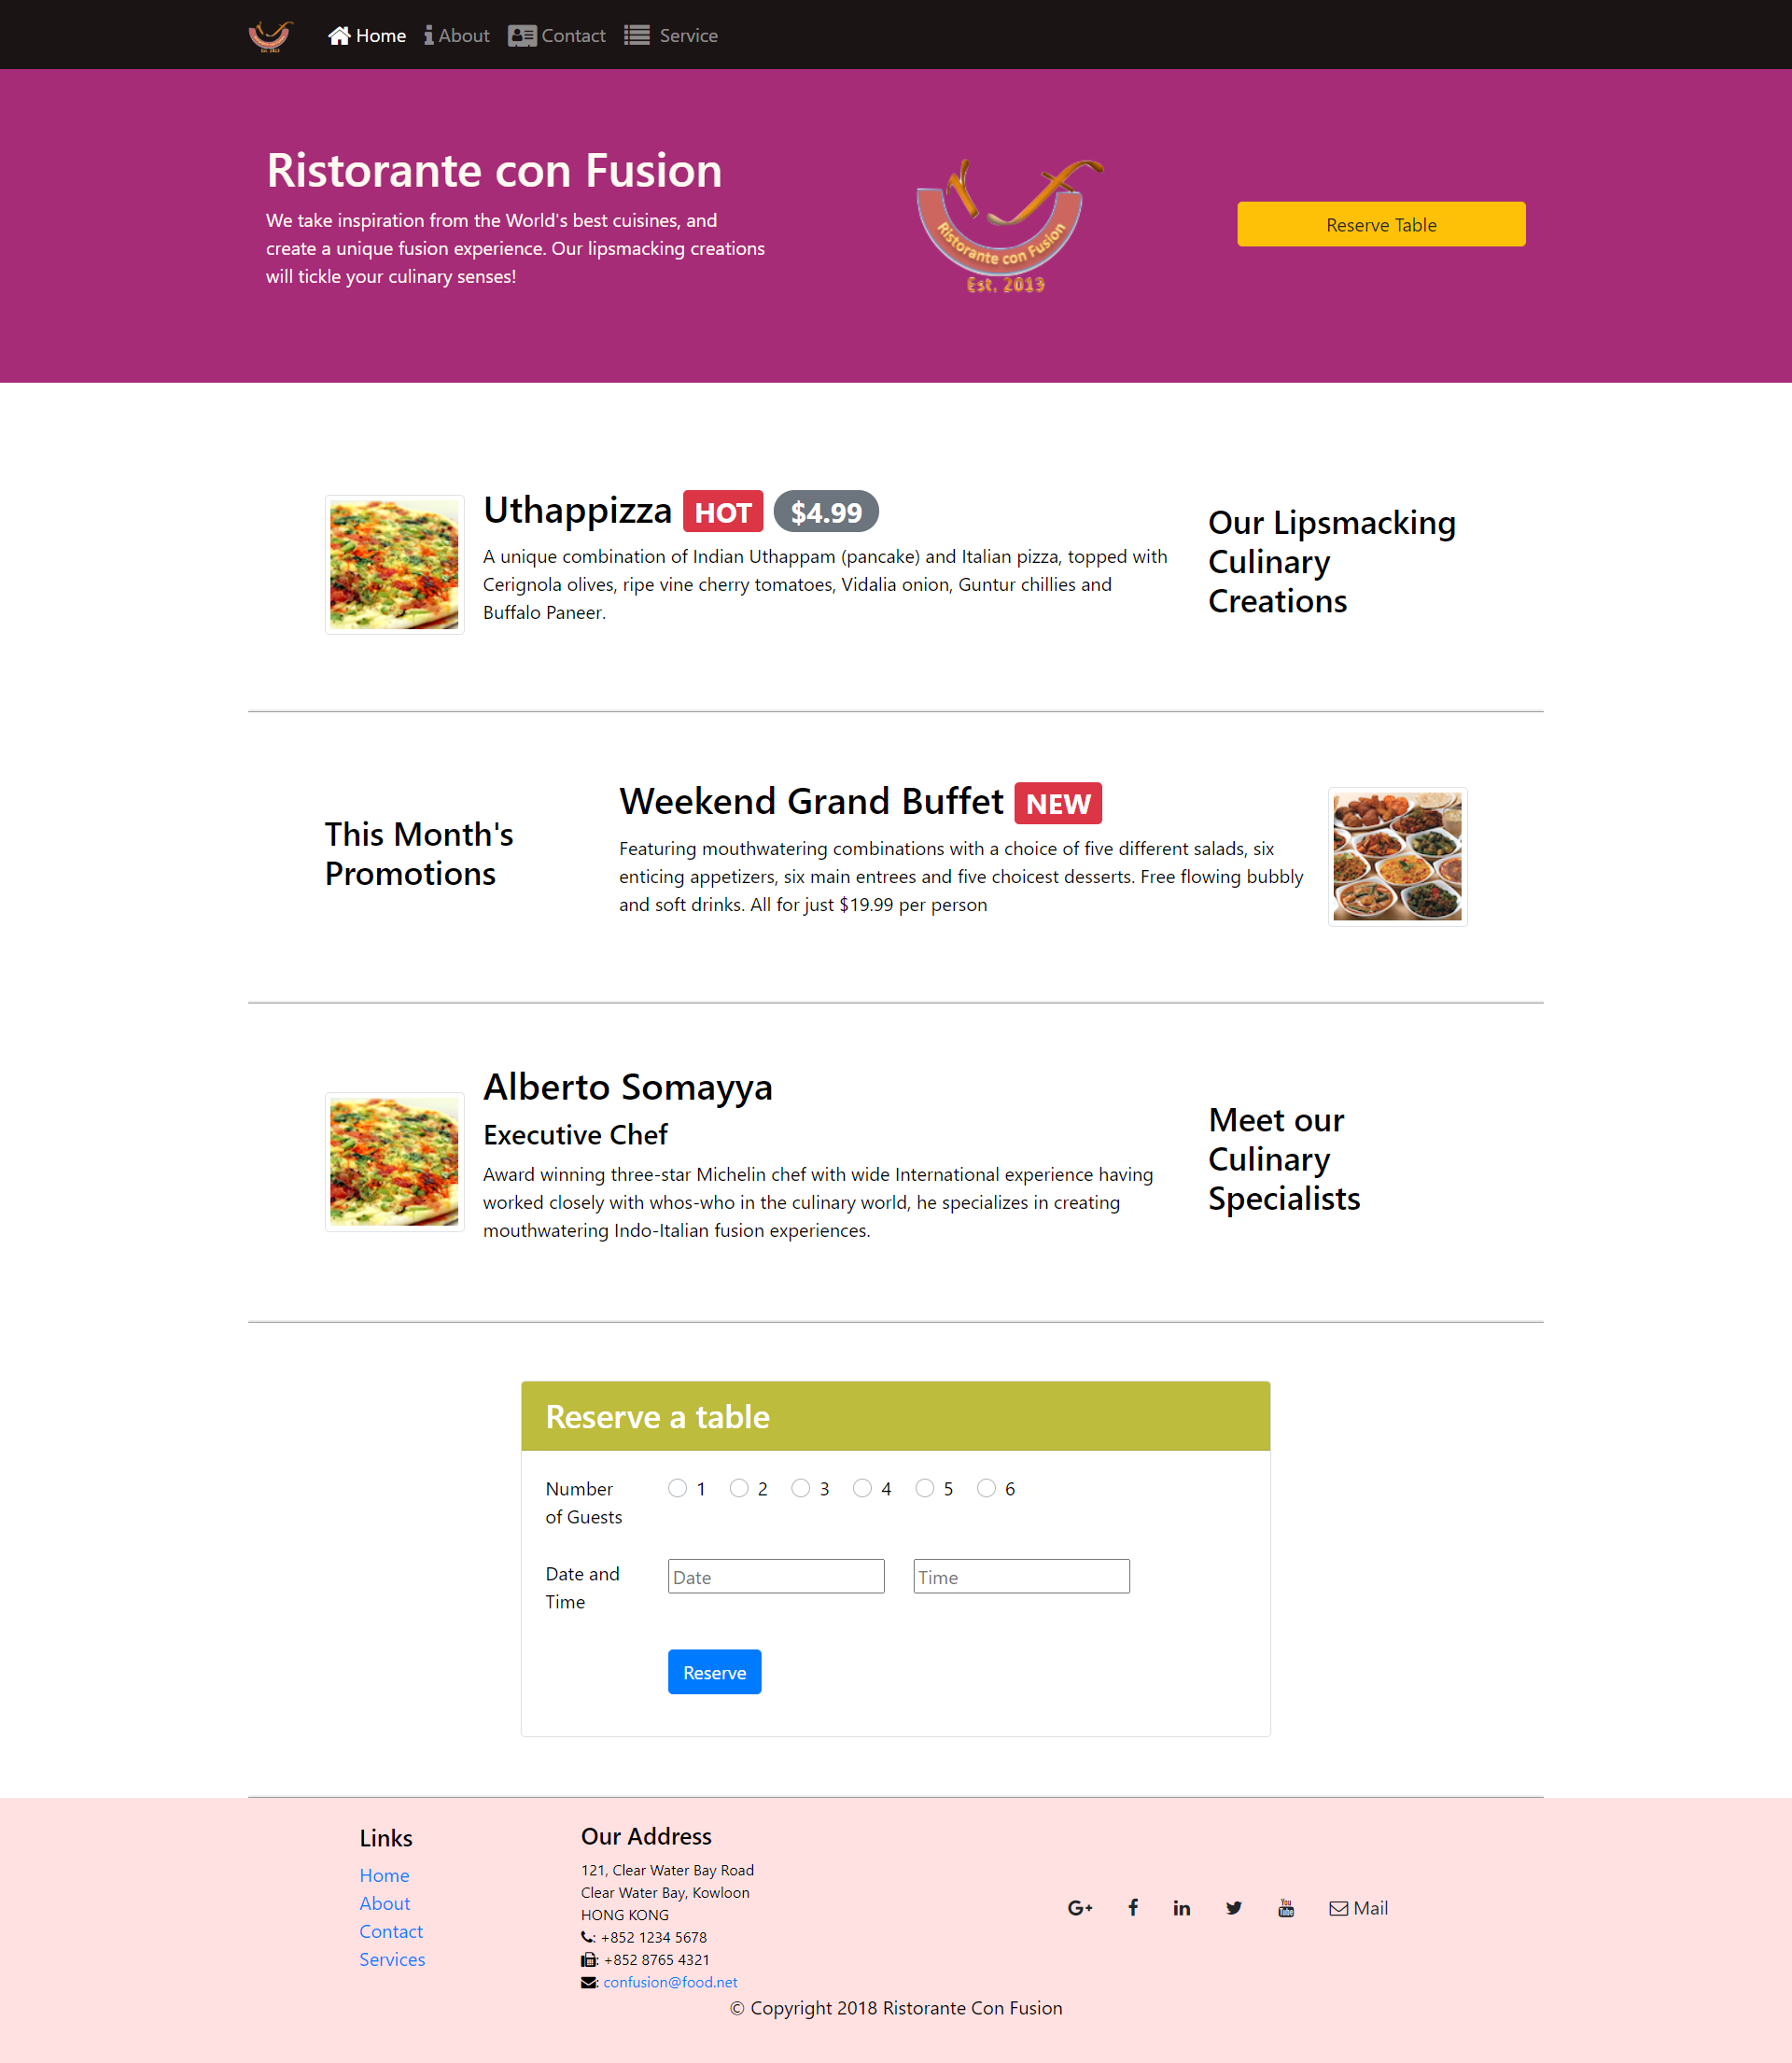 Home About Contact Service
Ristorante con Fusion
We take inspiration from the World's best cuisines, and
create a unique fusion experience. Our lipsmacking creations
will tickle your culinary senses!
Ristorante con Fusion
Est. 2013
Reserve Table
Uthappizza HOT $4.99
A unique combination of Indian Uthappam (pancake) and Italian pizza, topped with
Cerignola olives, ripe vine cherry tomatoes, Vidalia onion, Guntur chillies and
Buffalo Paneer.
Our Lipsmacking
Culinary
Creations
This Month's
Promotions
Weekend Grand Buffet NEW
Featuring mouthwatering combinations with a choice of five different salads, six
enticing appetizers, six main entrees and five choicest desserts. Free flowing bubbly
and soft drinks. All for just $19.99 per person
Alberto Somayya
Executive Chef
Award winning three-star Michelin chef with wide International experience having
worked closely with whos-who in the culinary world, he specializes in creating
mouthwatering Indo-Italian fusion experiences.
Meet our
Culinary
Specialists
Reserve a table
Number
of Guests
1 2 3 4 5 6
Date and
Time
Date Time
Reserve
Links
Home
About
Contact
Services
Our Address
121, Clear Water Bay Road
Clear Water Bay, Kowloon
HONG KONG
: +852 1234 5678
: +852 8765 4321
: confusion@food.net
G+ f in You Tube Mail
© Copyright 2018 Ristorante Con Fusion